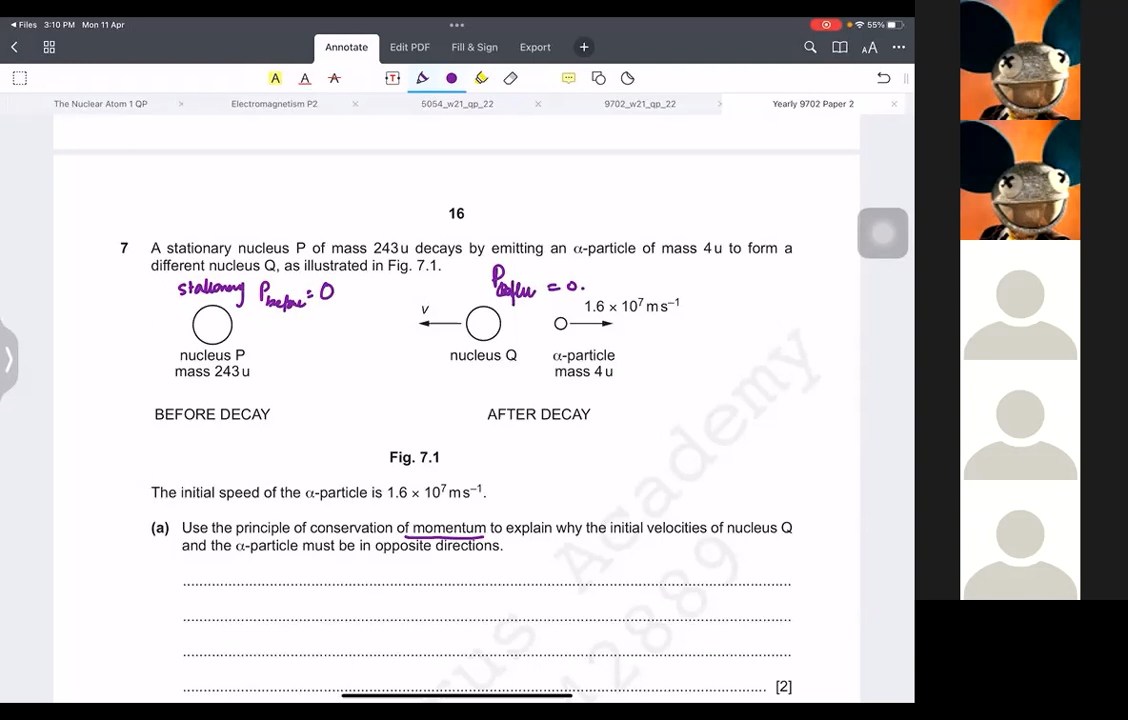 Files 3:10 PM Mon 11 Apr 55%
Annotate Edit PDF Fill & Sign Export
The Nuclear Atom 1 QP Electromagnetism P2 5054_w21_qp_22 9702_w21_qp_22 Yearly 9702 Paper 2
16
7 A stationary nucleus P of mass 243 u decays by emitting an α-particle of mass 4 u to form a
different nucleus Q, as illustrated in Fig. 7.1.
stationary P before = 0
P after = 0.
v
1.6 × 10⁷ m s⁻¹
nucleus P
mass 243 u
nucleus Q
α-particle
mass 4 u
BEFORE DECAY
AFTER DECAY
Fig. 7.1
The initial speed of the α-particle is 1.6 × 10⁷ m s⁻¹.
(a) Use the principle of conservation of momentum to explain why the initial velocities of nucleus Q
and the α-particle must be in opposite directions.
[2]
Academy